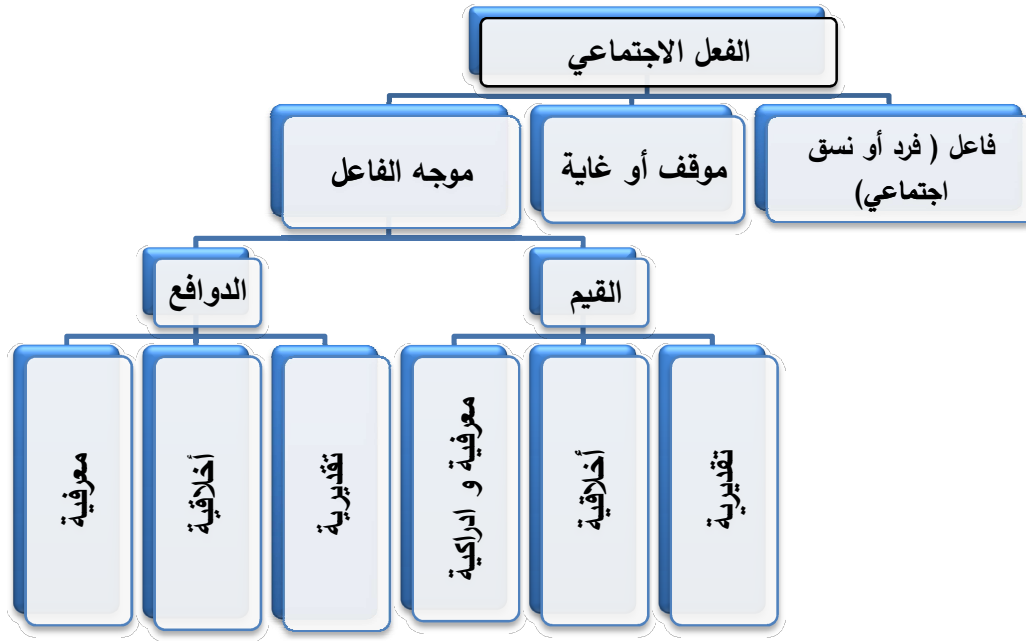 الفعل الاجتماعي
فاعل ( فرد أو نسق
اجتماعي)
موقف أو غاية
موجه الفاعل
القيم
الدوافع
تقديرية
أخلاقية
معرفية و ادراكية
تقديرية
أخلاقية
معرفية